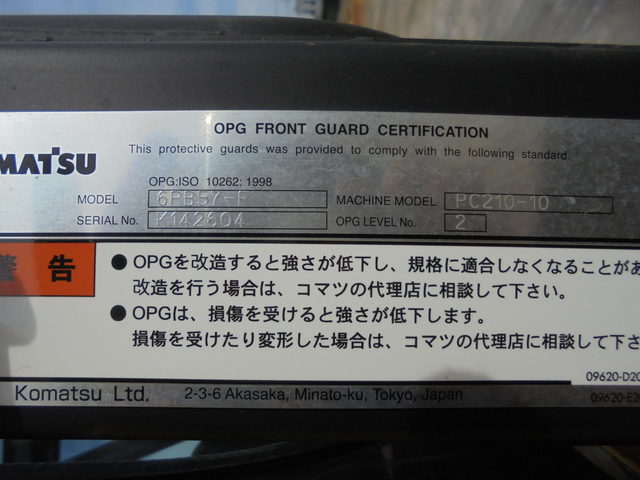 OPG FRONT GUARD CERTIFICATION
This protective guards was provided to comply with the following standard.
OMATSU
OPG:ISO 10262:1998
MODEL 6PB57-F MACHINE MODEL PC210-10
SERIAL No. K142604 OPG LEVEL No. 2
警告
●OPGを改造すると強さが低下し、規格に適合しなくなることがあ
改造を行う場合は、コマツの代理店に相談して下さい。
●OPGは、損傷を受けると強さが低下します。
損傷を受けたり変形した場合は、コマツの代理店に相談して下さ
09620-D20
Komatsu Ltd. 2-3-6 Akasaka, Minato-ku, Tokyo, Japan
09620-E20